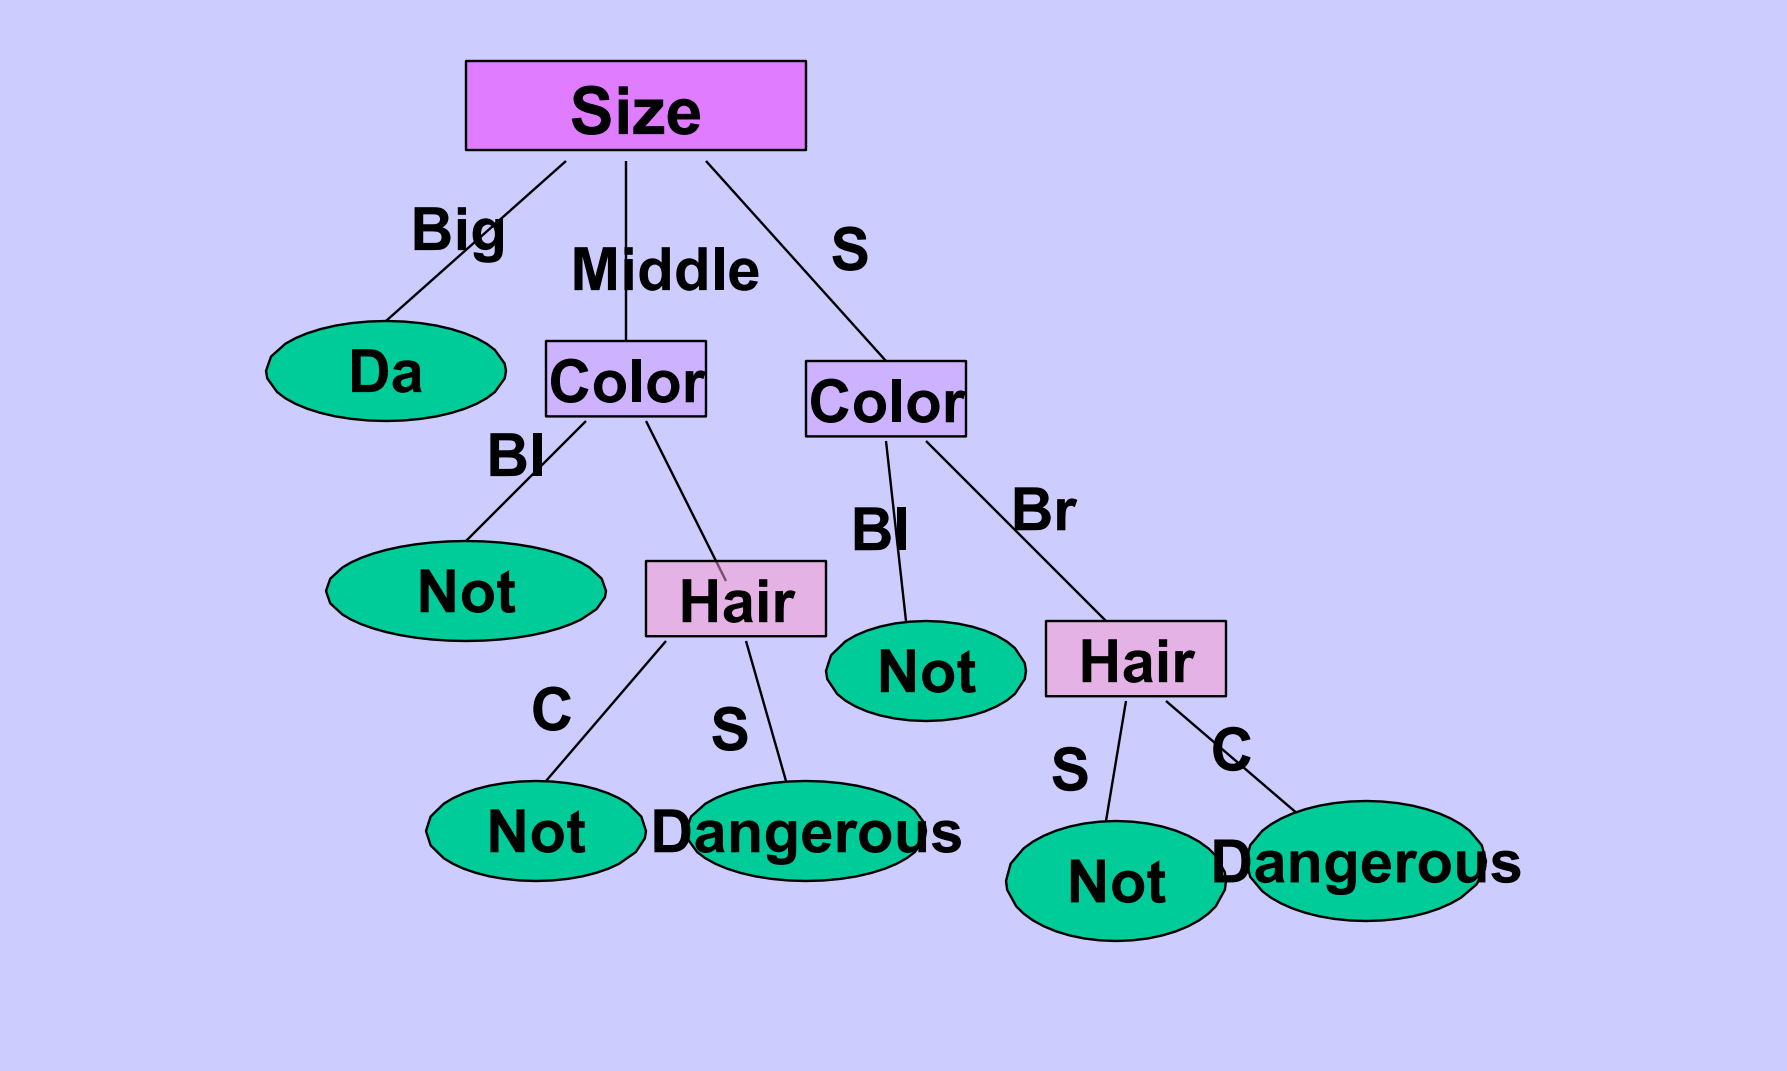 Size
Big
Middle
S
Da
Color
Color
Bl
Bl
Br
Not
Hair
Not
Hair
C
S
S
C
Not
Dangerous
Not
Dangerous